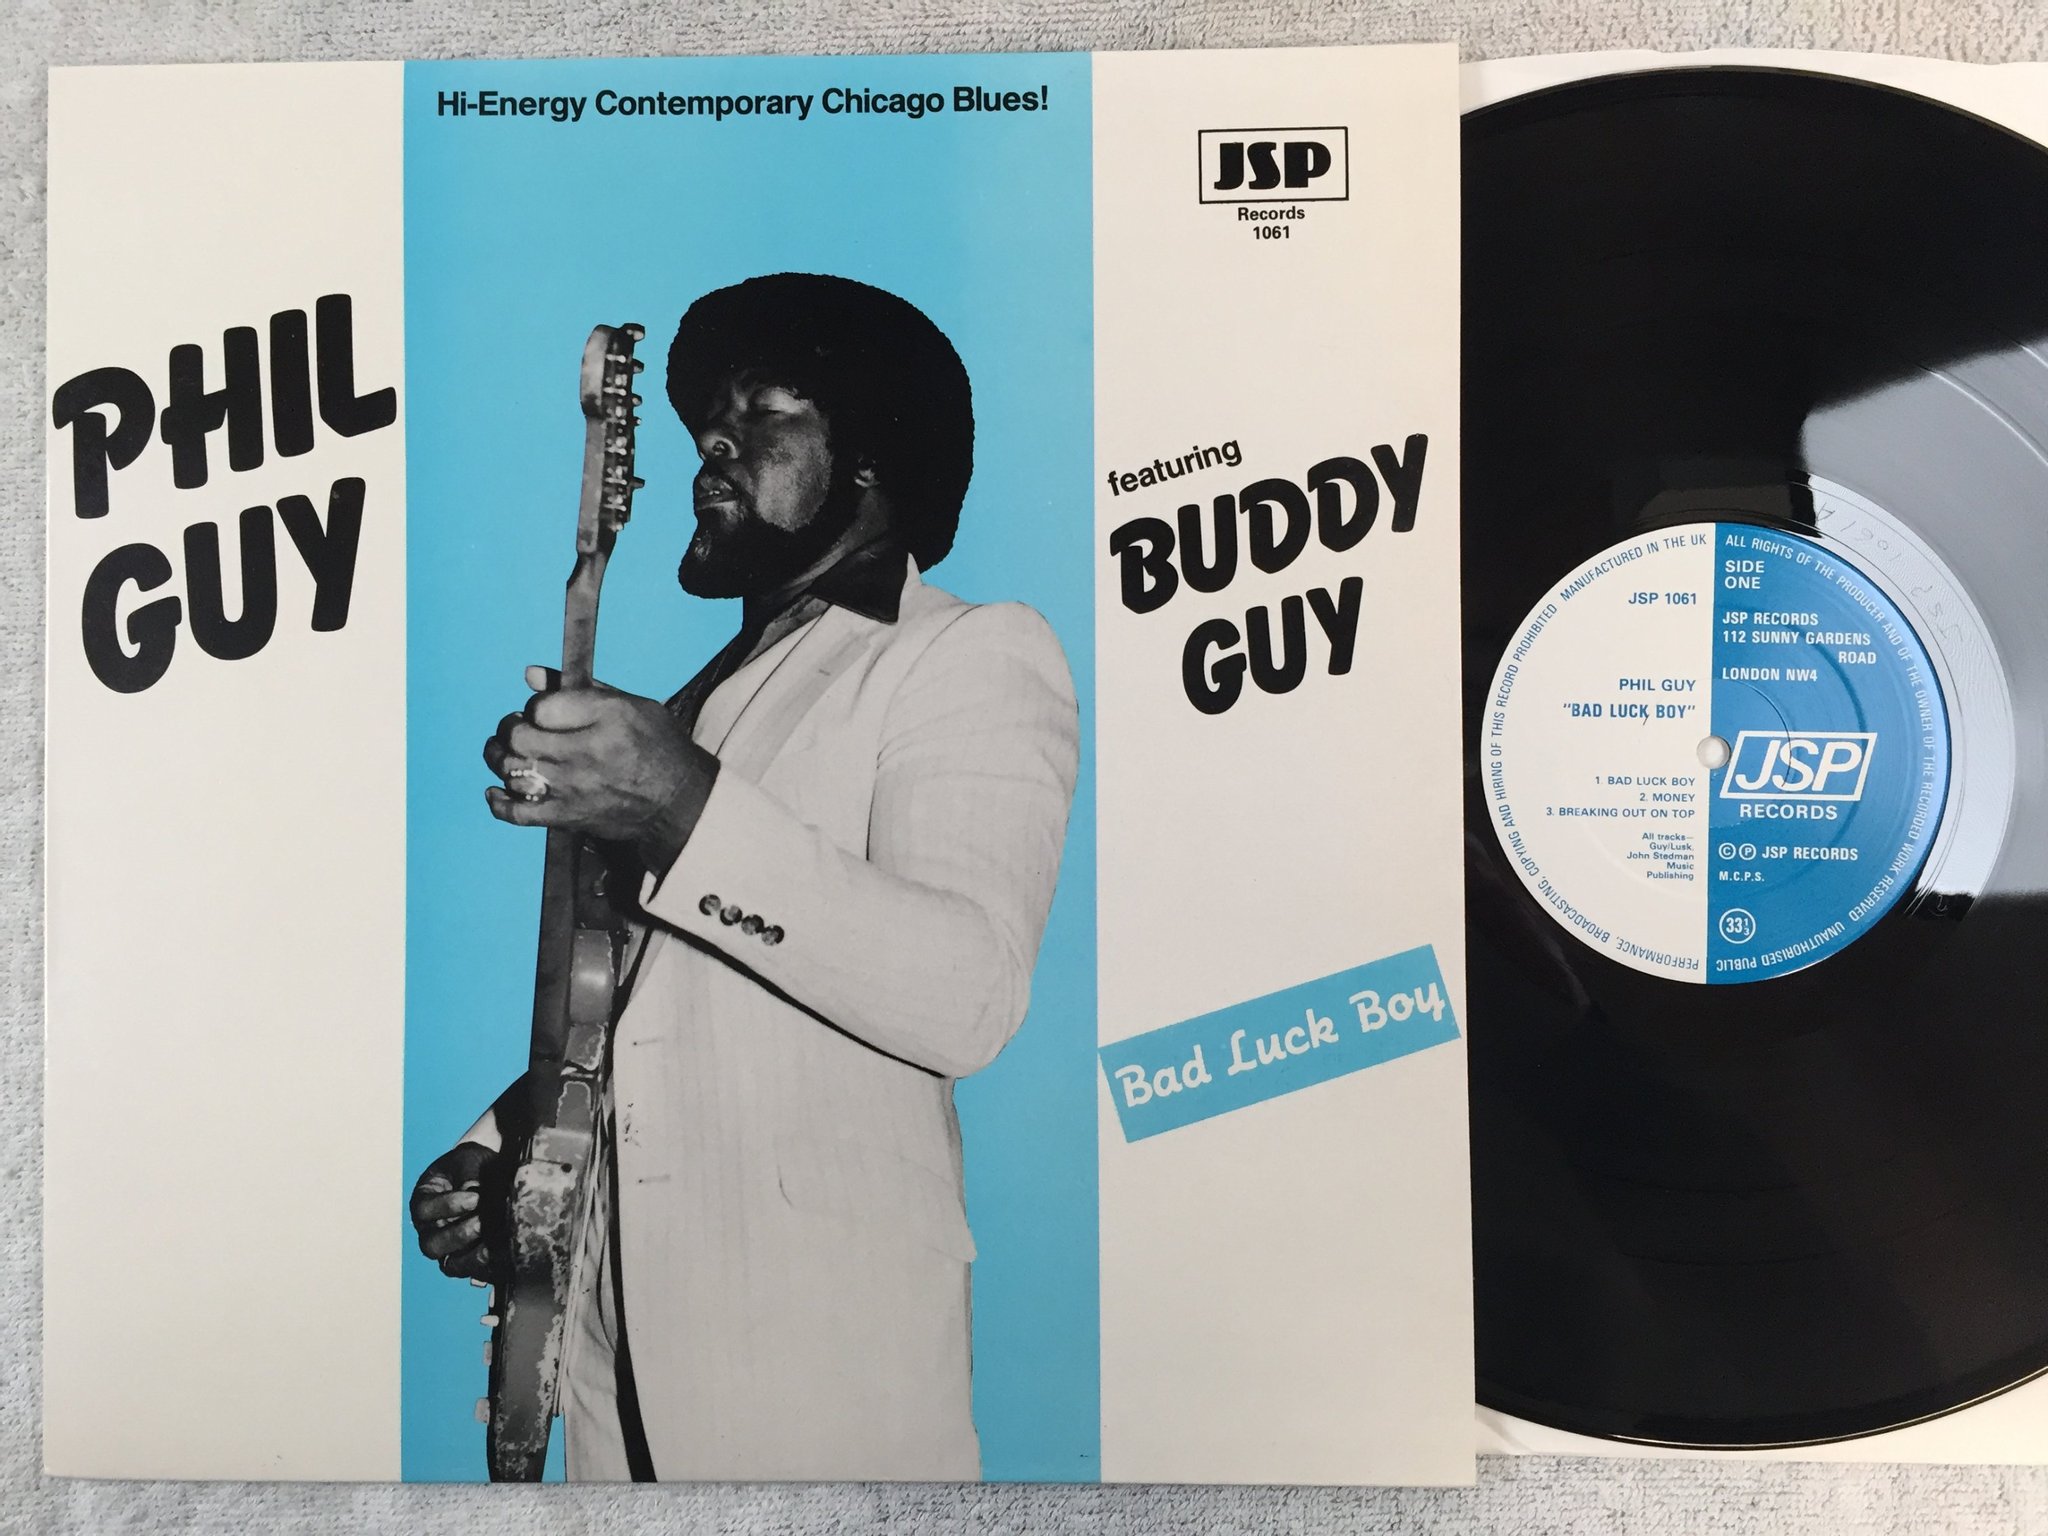 Hi-Energy Contemporary Chicago Blues!
JSP
Records
1061
PHIL
GUY
featuring
BUDDY
GUY
Bad Luck Boy
MANUFACTURED IN THE UK
ALL RIGHTS OF THE PRODUCER AND OF THE OWNER OF THE RECORDED WORK RESERVED
UNAUTHORISED PUBLIC PERFORMANCE, BROADCASTING, COPYING AND HIRING OF THIS RECORD PROHIBITED
JSP 1061
PHIL GUY
"BAD LUCK BOY"
1. BAD LUCK BOY
2. MONEY
3. BREAKING OUT ON TOP
All tracks—
Guy/Lusk,
John Stedman
Music
Publishing
SIDE
ONE
JSP RECORDS
112 SUNNY GARDENS
ROAD
LONDON NW4
JSP
RECORDS
© ℗ JSP RECORDS
M.C.P.S.
33 1/3